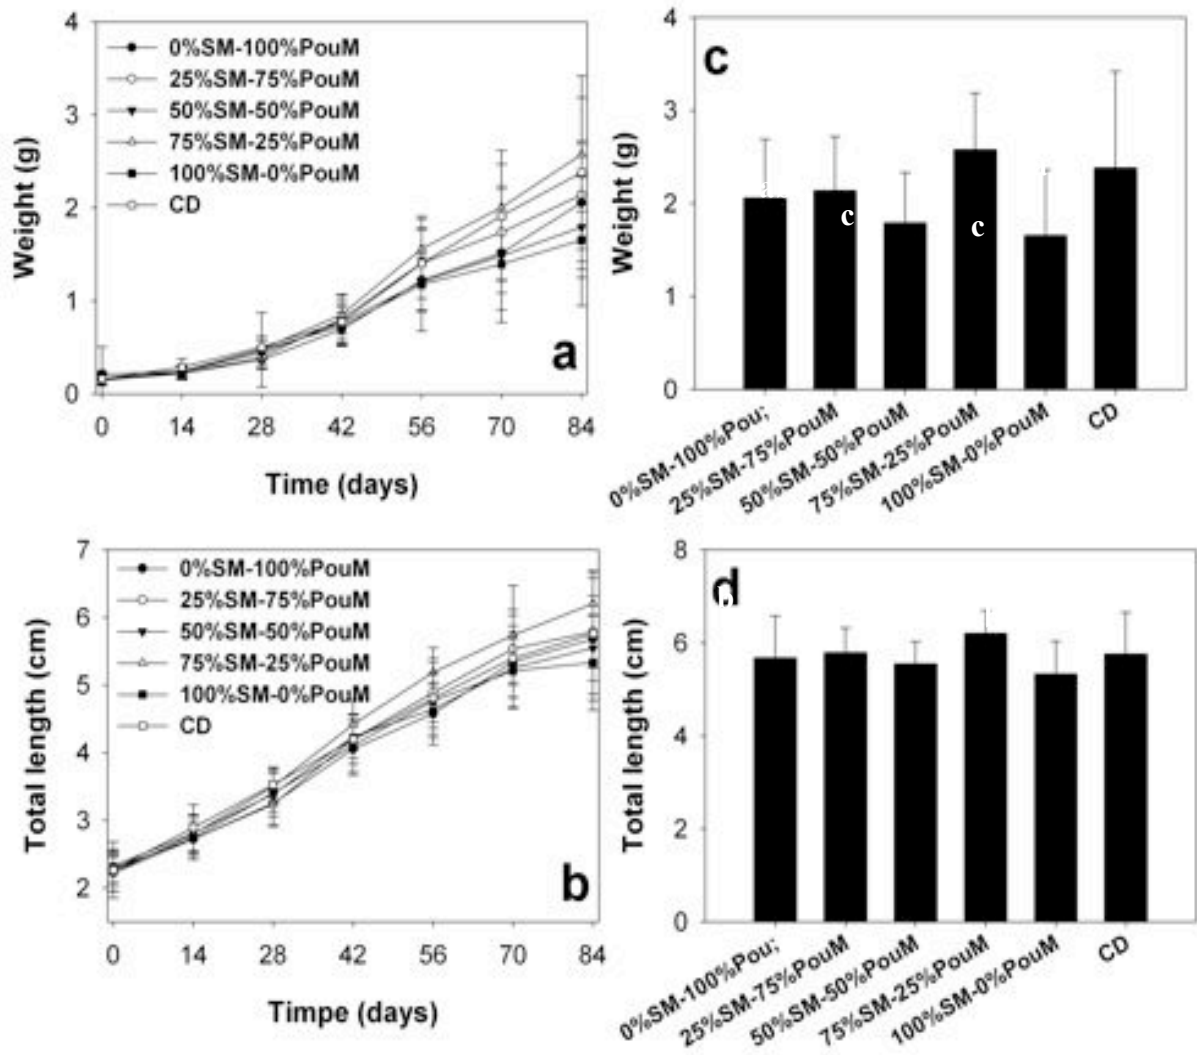 4
3
2
1
0
Weight (g)
0%SM-100%PouM
25%SM-75%PouM
50%SM-50%PouM
75%SM-25%PouM
100%SM-0%PouM
CD
a
0 14 28 42 56 70 84
Time (days)
4
3
2
1
0
Weight (g)
c
c
c
0%SM-100%Pou;
25%SM-75%PouM
50%SM-50%PouM
75%SM-25%PouM
100%SM-0%PouM
CD
7
6
5
4
3
2
Total length (cm)
0%SM-100%PouM
25%SM-75%PouM
50%SM-50%PouM
75%SM-25%PouM
100%SM-0%PouM
CD
b
0 14 28 42 56 70 84
Timpe (days)
8
6
4
2
0
Total length (cm)
d
0%SM-100%Pou;
25%SM-75%PouM
50%SM-50%PouM
75%SM-25%PouM
100%SM-0%PouM
CD